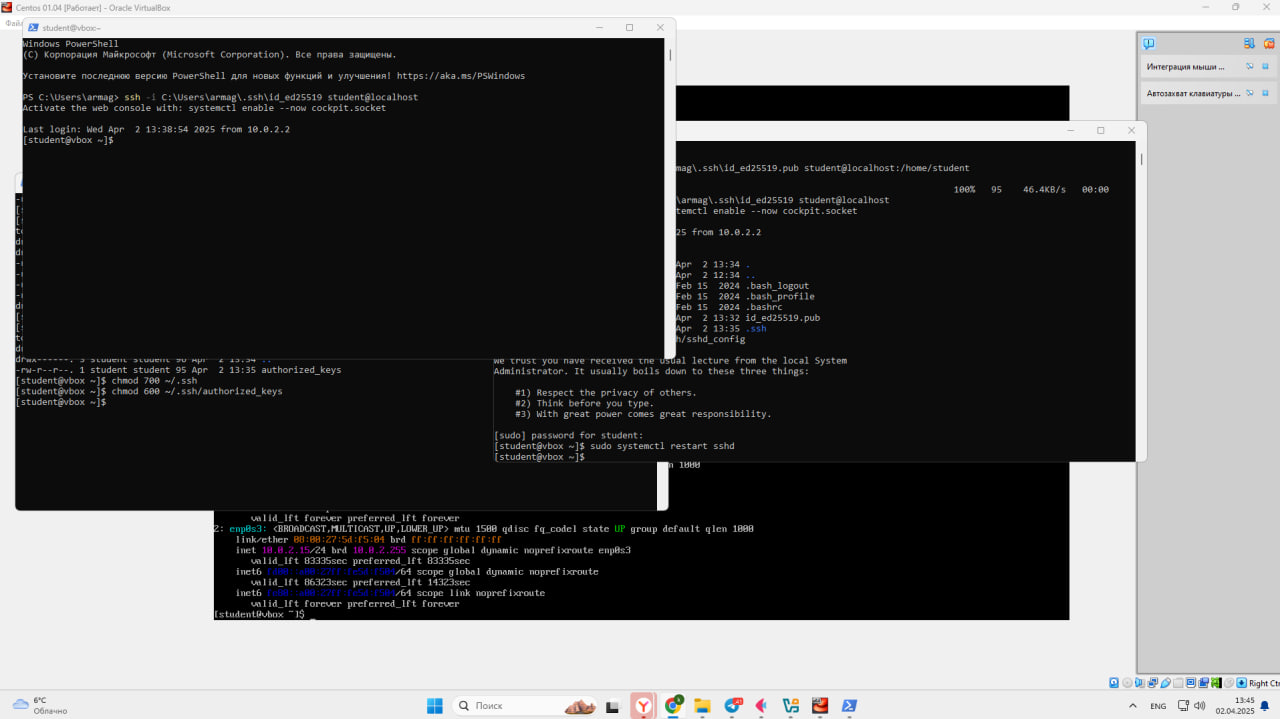 Centos 01.04 [Работает] - Oracle VirtualBox
Фай
student@vbox:~
Windows PowerShell
(C) Корпорация Майкрософт (Microsoft Corporation). Все права защищены.
Установите последнюю версию PowerShell для новых функций и улучшения! https://aka.ms/PSWindows
PS C:\Users\armag> ssh -i C:\Users\armag\.ssh\id_ed25519 student@localhost
Activate the web console with: systemctl enable --now cockpit.socket
Last login: Wed Apr  2 13:38:54 2025 from 10.0.2.2
[student@vbox ~]$
Интеграция мыши ...
Автозахват клавиатуры ...
mag\.ssh\id_ed25519.pub student@localhost:/home/student
100%   95    46.4KB/s   00:00
\armag\.ssh\id_ed25519 student@localhost
temctl enable --now cockpit.socket
25 from 10.0.2.2
Apr  2 13:34 .
Apr  2 12:34 ..
Feb 15  2024 .bash_logout
Feb 15  2024 .bash_profile
Feb 15  2024 .bashrc
Apr  2 13:32 id_ed25519.pub
Apr  2 13:35 .ssh
h/sshd_config
We trust you have received the usual lecture from the local System
Administrator. It usually boils down to these three things:
#1) Respect the privacy of others.
#2) Think before you type.
#3) With great power comes great responsibility.
[sudo] password for student:
[student@vbox ~]$ sudo systemctl restart sshd
[student@vbox ~]$
drwx------. 3 student student 96 Apr  2 13:34 ..
-rw-r--r--. 1 student student 95 Apr  2 13:35 authorized_keys
[student@vbox ~]$ chmod 700 ~/.ssh
[student@vbox ~]$ chmod 600 ~/.ssh/authorized_keys
[student@vbox ~]$
n 1000
valid_lft forever preferred_lft forever
2: enp0s3: <BROADCAST,MULTICAST,UP,LOWER_UP> mtu 1500 qdisc fq_codel state UP group default qlen 1000
link/ether 08:00:27:5d:f5:04 brd ff:ff:ff:ff:ff:ff
inet 10.0.2.15/24 brd 10.0.2.255 scope global dynamic noprefixroute enp0s3
valid_lft 83335sec preferred_lft 83335sec
inet6 /64 scope global dynamic noprefixroute
valid_lft 86323sec preferred_lft 14323sec
inet6 /64 scope link noprefixroute
valid_lft forever preferred_lft forever
[student@vbox ~]$ _
Right Ctrl
6°C
Облачно
Поиск
ENG
13:45
02.04.2025